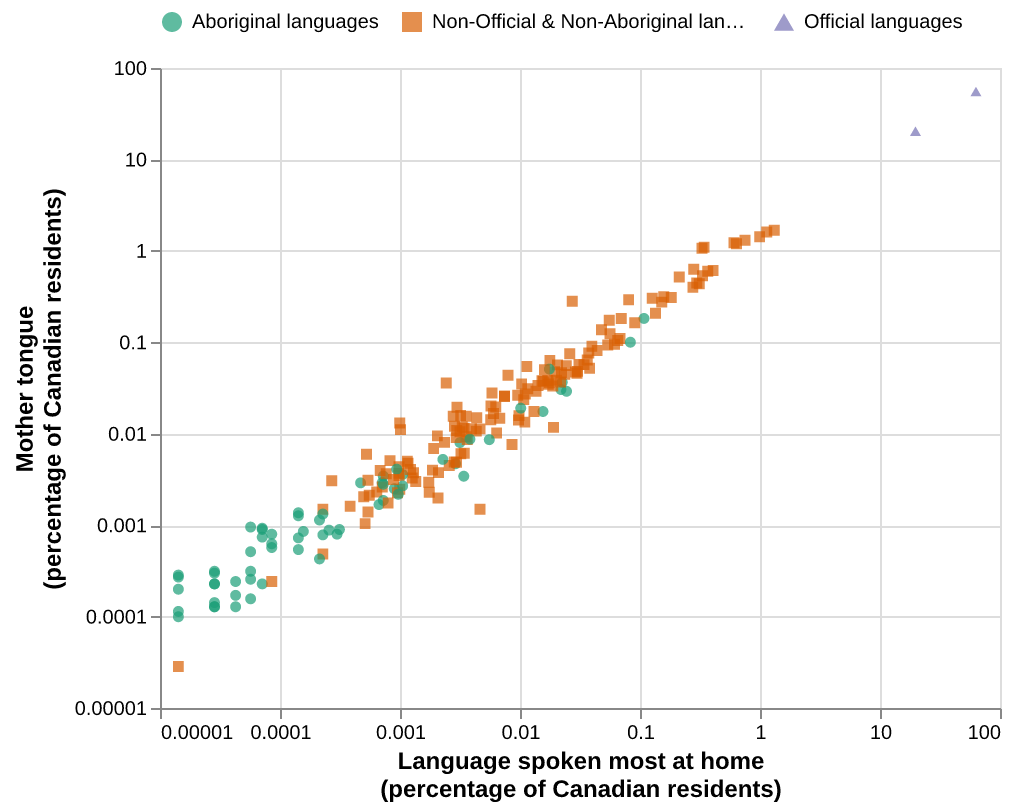 Aboriginal languages
Non-Official & Non-Aboriginal lan…
Official languages
Mother tongue
(percentage of Canadian residents)
100
10
1
0.1
0.01
0.001
0.0001
0.00001
0.00001 0.0001 0.001 0.01 0.1 1 10 100
Language spoken most at home
(percentage of Canadian residents)